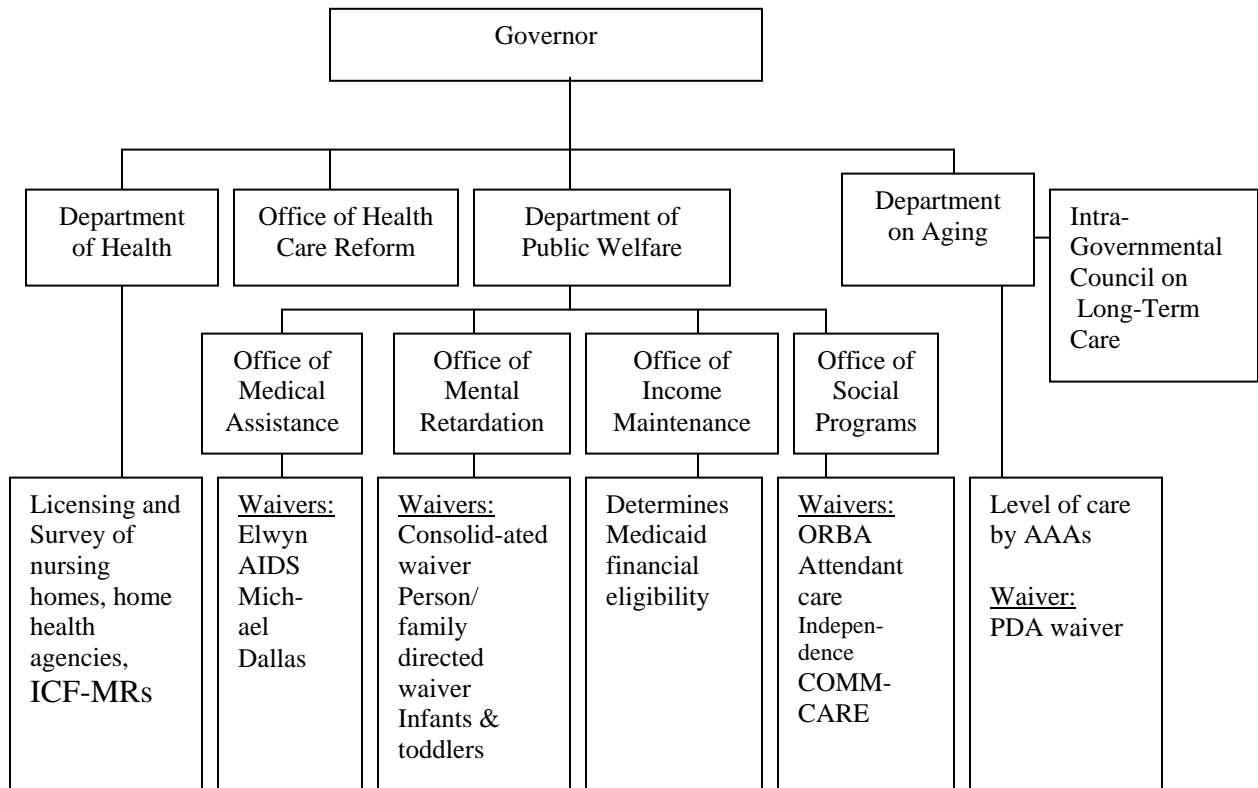 Governor
Department
of Health
Office of Health
Care Reform
Department of
Public Welfare
Department
on Aging
Intra-
Governmental
Council on
Long-Term
Care
Office of
Medical
Assistance
Office of
Mental
Retardation
Office of
Income
Maintenance
Office of
Social
Programs
Licensing and
Survey of
nursing
homes, home
health
agencies,
ICF-MRs
Waivers:
Elwyn
AIDS
Mich-
ael
Dallas
Waivers:
Consolid-ated
waiver
Person/
family
directed
waiver
Infants &
toddlers
Determines
Medicaid
financial
eligibility
Waivers:
ORBA
Attendant
care
Indepen-
dence
COMM-
CARE
Level of care
by AAAs
Waiver:
PDA waiver